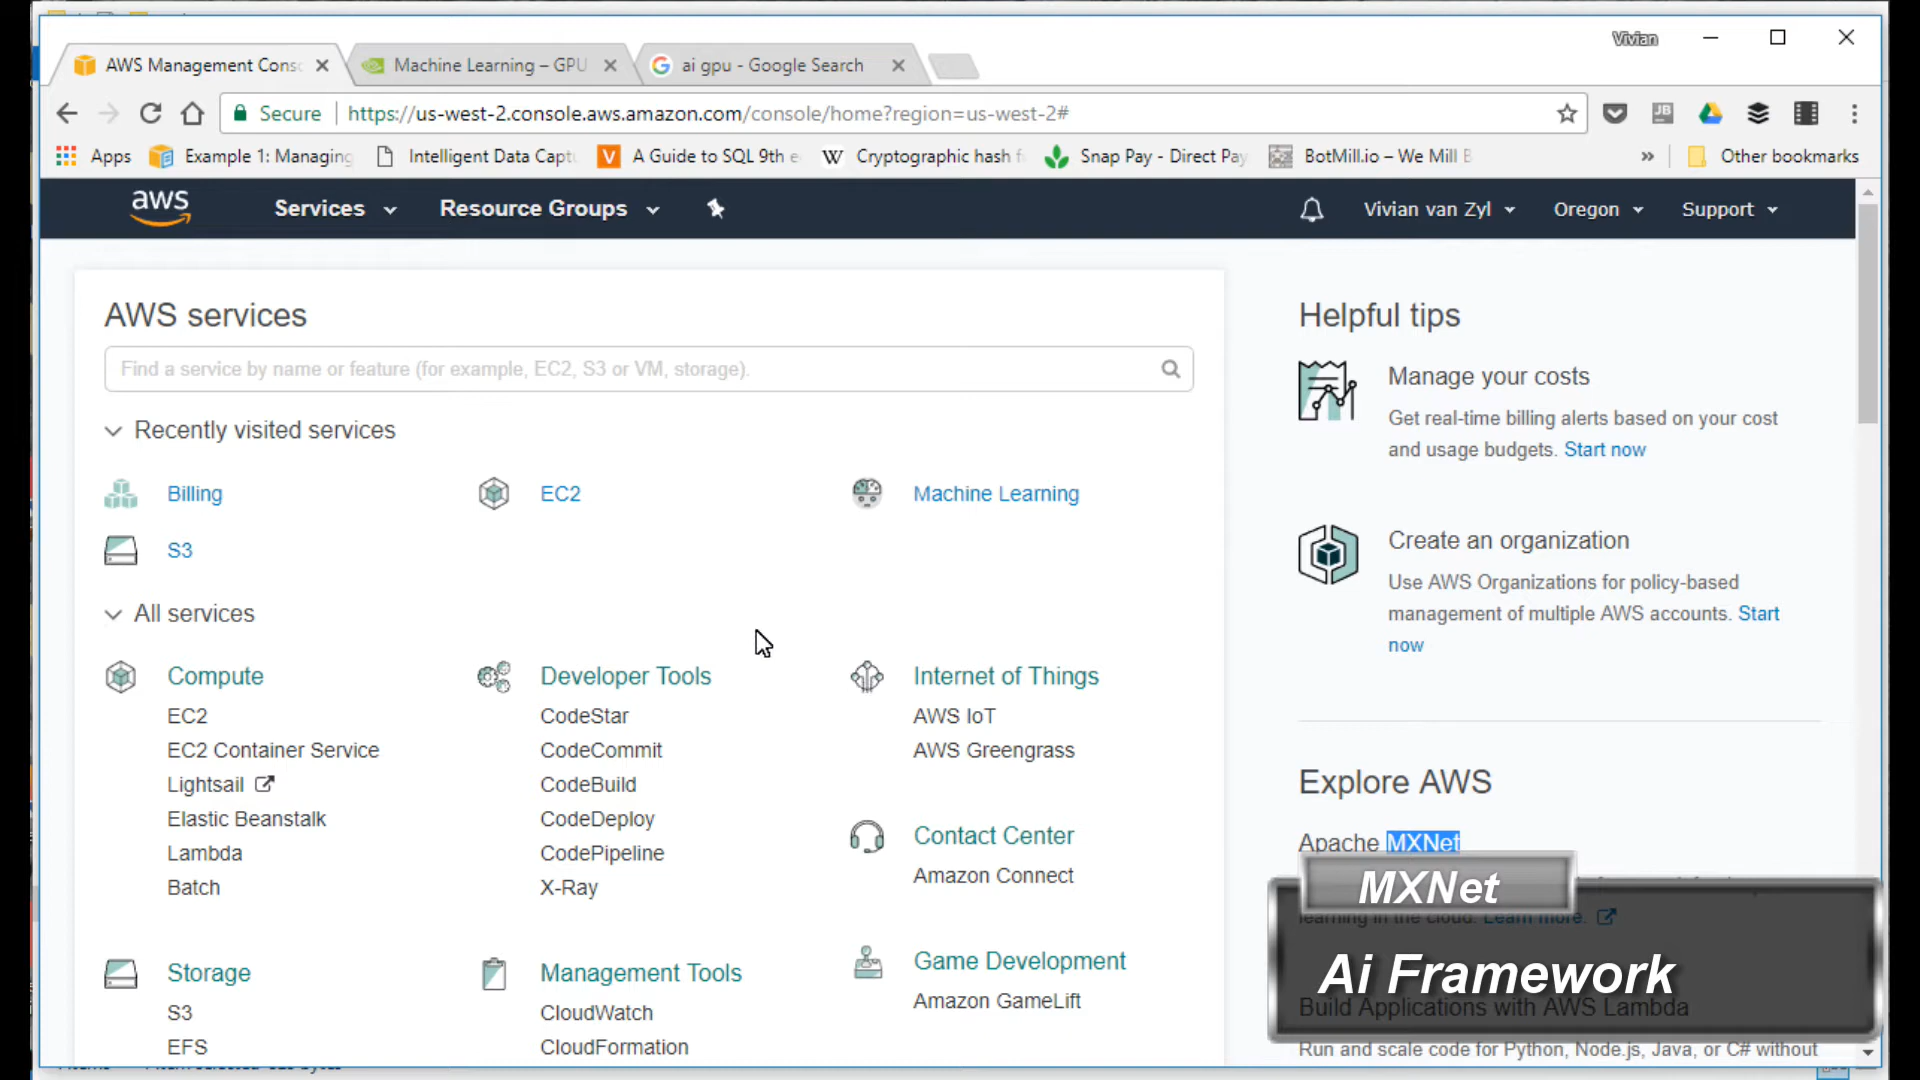 Vivian
AWS Management Consc
Machine Learning – GPU
ai gpu - Google Search
Secure
https://us-west-2.console.aws.amazon.com/console/home?region=us-west-2#
Apps
Example 1: Managing
Intelligent Data Captu
A Guide to SQL 9th e
Cryptographic hash f
Snap Pay - Direct Pay
BotMill.io – We Mill B
»
Other bookmarks
aws
Services
Resource Groups
Vivian van Zyl
Oregon
Support
AWS services
Find a service by name or feature (for example, EC2, S3 or VM, storage).
Recently visited services
Billing
EC2
Machine Learning
S3
All services
Compute
EC2
EC2 Container Service
Lightsail
Elastic Beanstalk
Lambda
Batch
Storage
S3
EFS
Developer Tools
CodeStar
CodeCommit
CodeBuild
CodeDeploy
CodePipeline
X-Ray
Management Tools
CloudWatch
CloudFormation
Internet of Things
AWS IoT
AWS Greengrass
Contact Center
Amazon Connect
Game Development
Amazon GameLift
Helpful tips
Manage your costs
Get real-time billing alerts based on your cost
and usage budgets. Start now
Create an organization
Use AWS Organizations for policy-based
management of multiple AWS accounts. Start
now
Explore AWS
Apache MXNet
MXNet
learning in the cloud. Learn more.
Ai Framework
Build Applications with AWS Lambda
Run and scale code for Python, Node.js, Java, or C# without